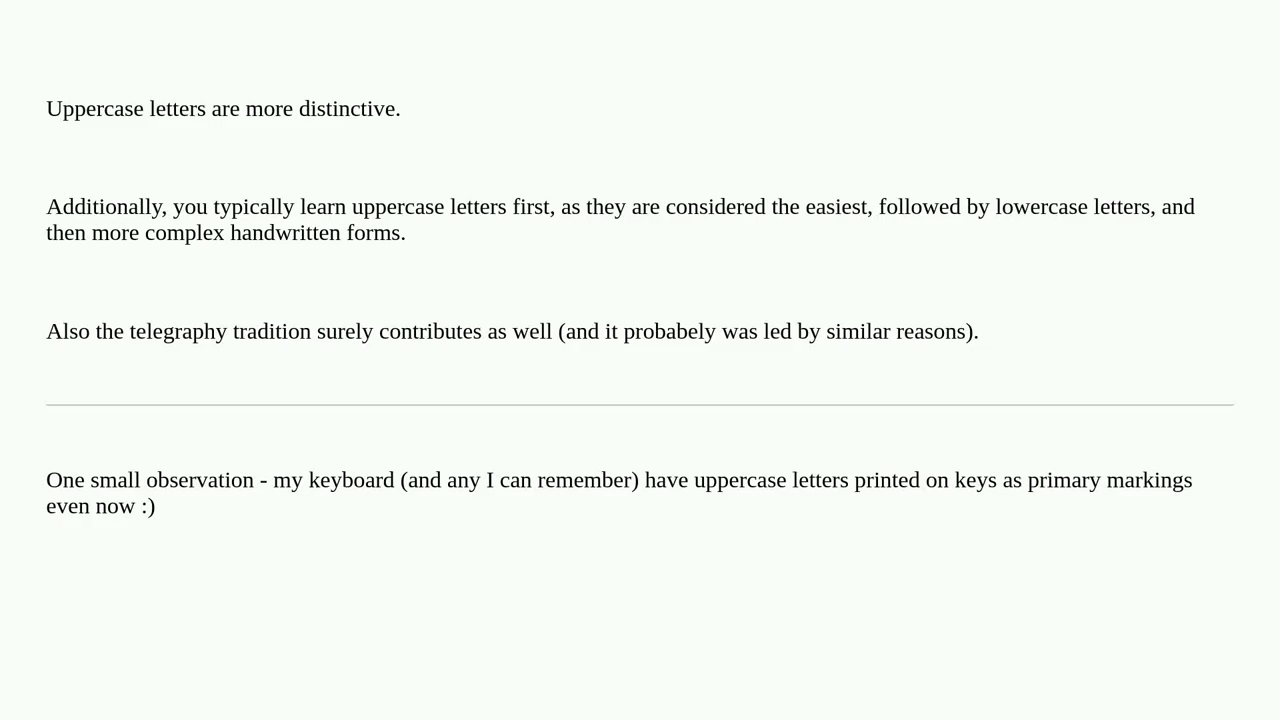 Uppercase letters are more distinctive.
Additionally, you typically learn uppercase letters first, as they are considered the easiest, followed by lowercase letters, and
then more complex handwritten forms.
Also the telegraphy tradition surely contributes as well (and it probabely was led by similar reasons).
One small observation - my keyboard (and any I can remember) have uppercase letters printed on keys as primary markings
even now :)